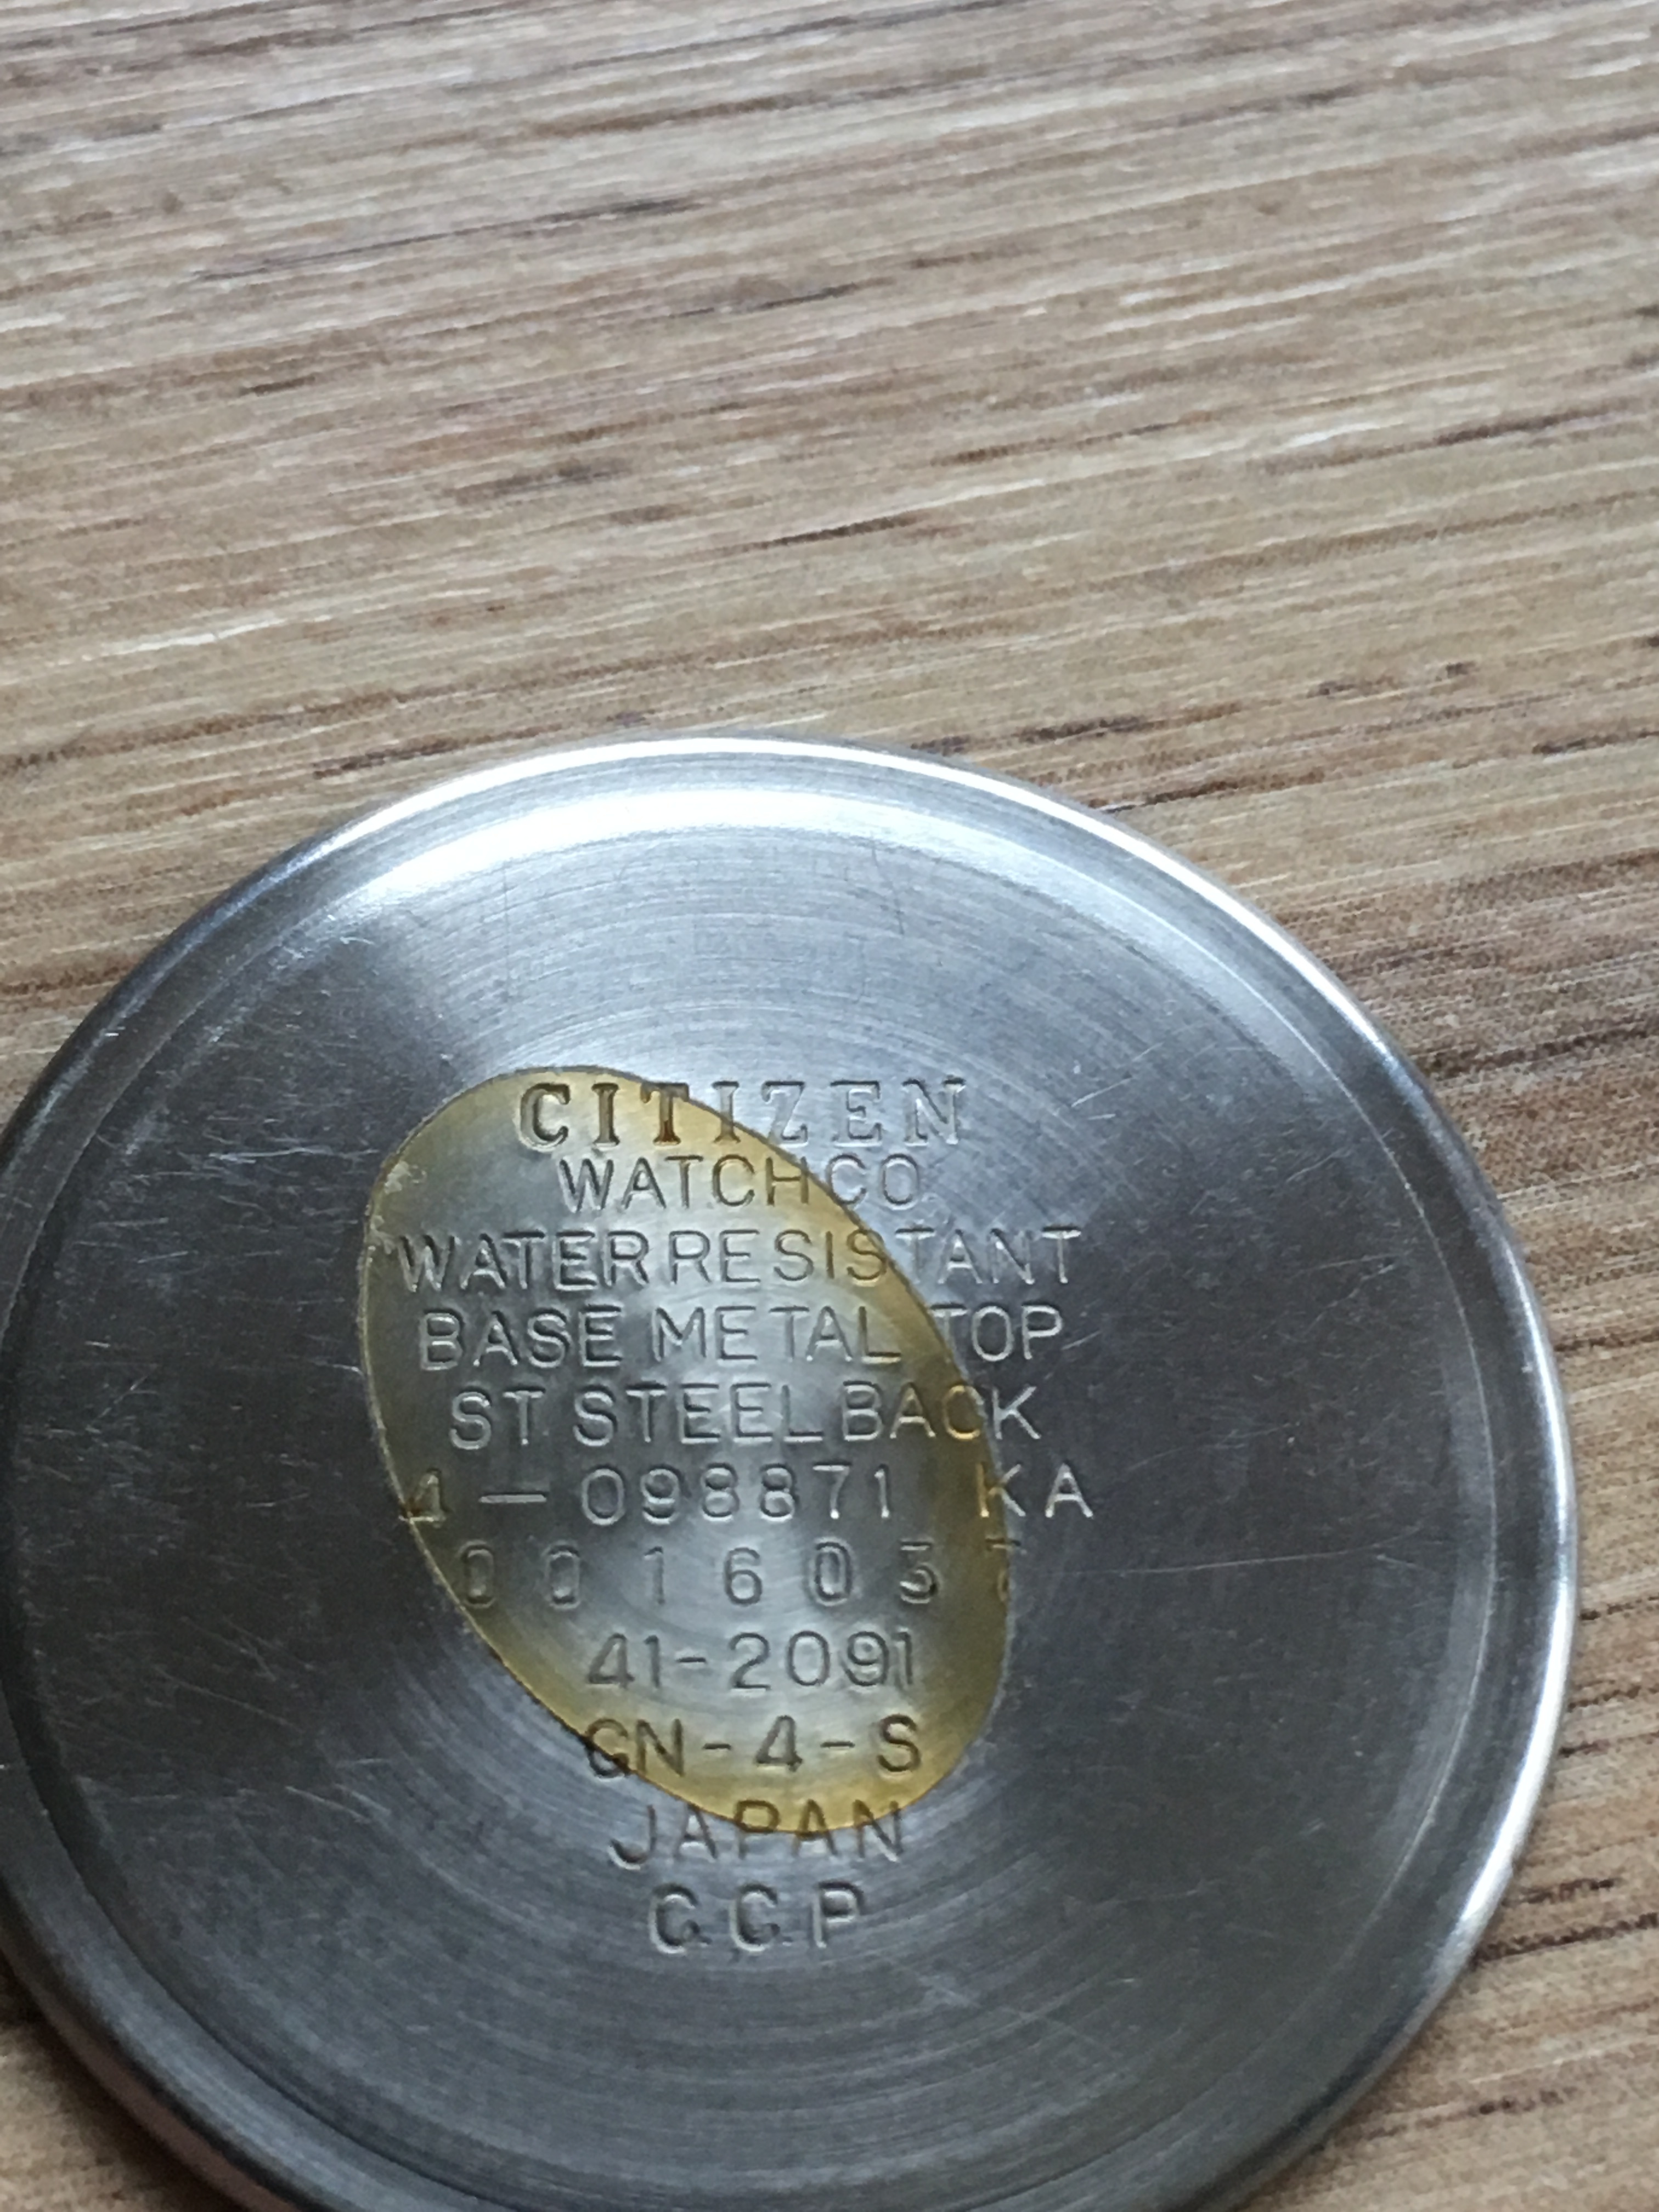 CITIZEN
WATCH CO
WATER RESISTANT
BASE METAL TOP
ST STEEL BACK
4-098871 KA
0016037
41-2091
GN-4-S
JAPAN
CCP